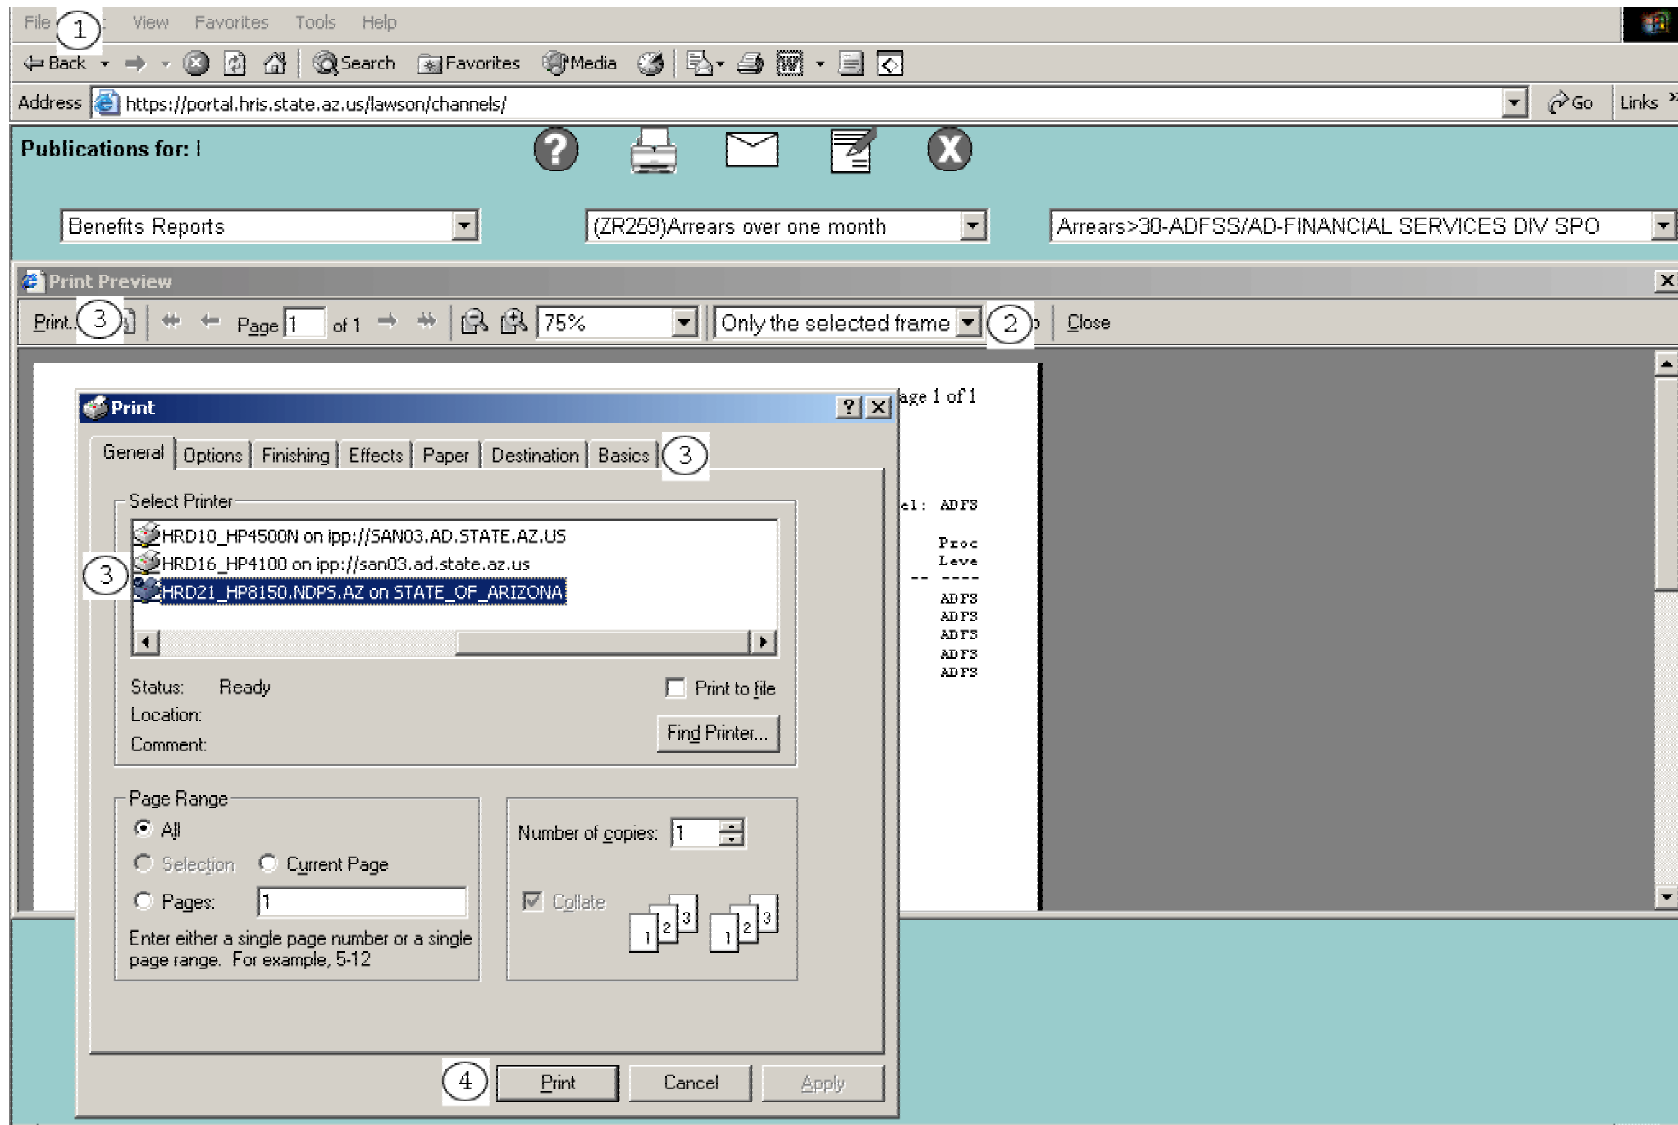 File 1 View Favorites Tools Help
Back Search Favorites Media
Address https://portal.hris.state.az.us/lawson/channels/ Go Links
Publications for:
Benefits Reports (ZR259)Arrears over one month Arrears>30-ADFSS/AD-FINANCIAL SERVICES DIV SPO
Print Preview
Print... 3 Page 1 of 1 75% Only the selected frame 2 Close
age 1 of 1
Print
General Options Finishing Effects Paper Destination Basics 3
Select Printer
el: ADFS
HRD10_HP4500N on ipp://SAN03.AD.STATE.AZ.US
Proc
HRD16_HP4100 on ipp://san03.ad.state.az.us
Leve
3
-- ----
HRD21_HP8150.NDPS.AZ on STATE_OF_ARIZONA
ADFS
ADFS
ADFS
ADFS
ADFS
Status: Ready Print to file
Location:
Find Printer...
Comment:
Page Range
All
Number of copies: 1
Selection Current Page
Pages: 1
Collate
1 2 3 1 2 3
Enter either a single page number or a single
page range. For example, 5-12
4 Print Cancel Apply